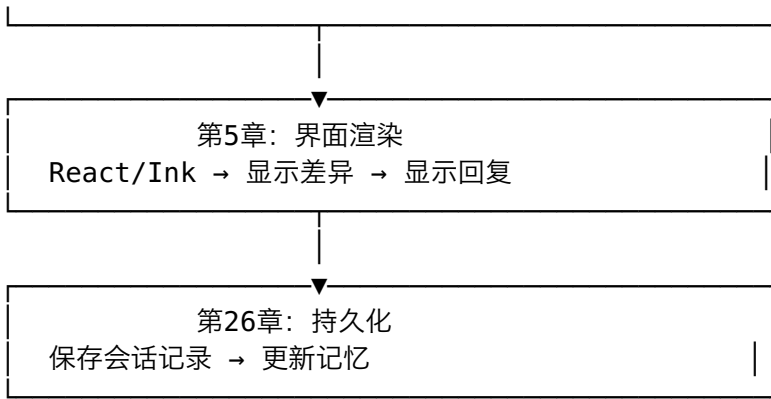 第5章: 界面渲染
React/Ink → 显示差异 → 显示回复
第26章: 持久化
保存会话记录 → 更新记忆